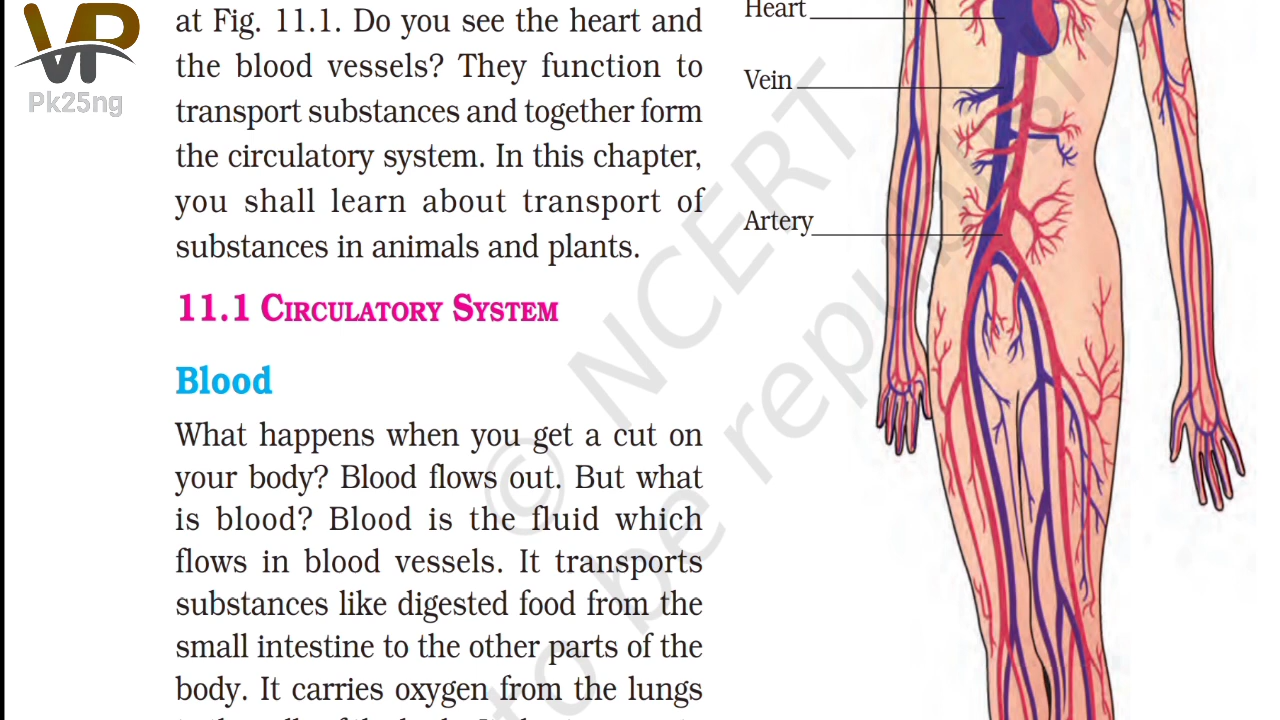 VP
Pk25ng
at Fig. 11.1. Do you see the heart and
the blood vessels? They function to
transport substances and together form
the circulatory system. In this chapter,
you shall learn about transport of
substances in animals and plants.
11.1 CIRCULATORY SYSTEM
Blood
What happens when you get a cut on
your body? Blood flows out. But what
is blood? Blood is the fluid which
flows in blood vessels. It transports
substances like digested food from the
small intestine to the other parts of the
body. It carries oxygen from the lungs
Heart
Vein
Artery
© NCERT
to be republishe